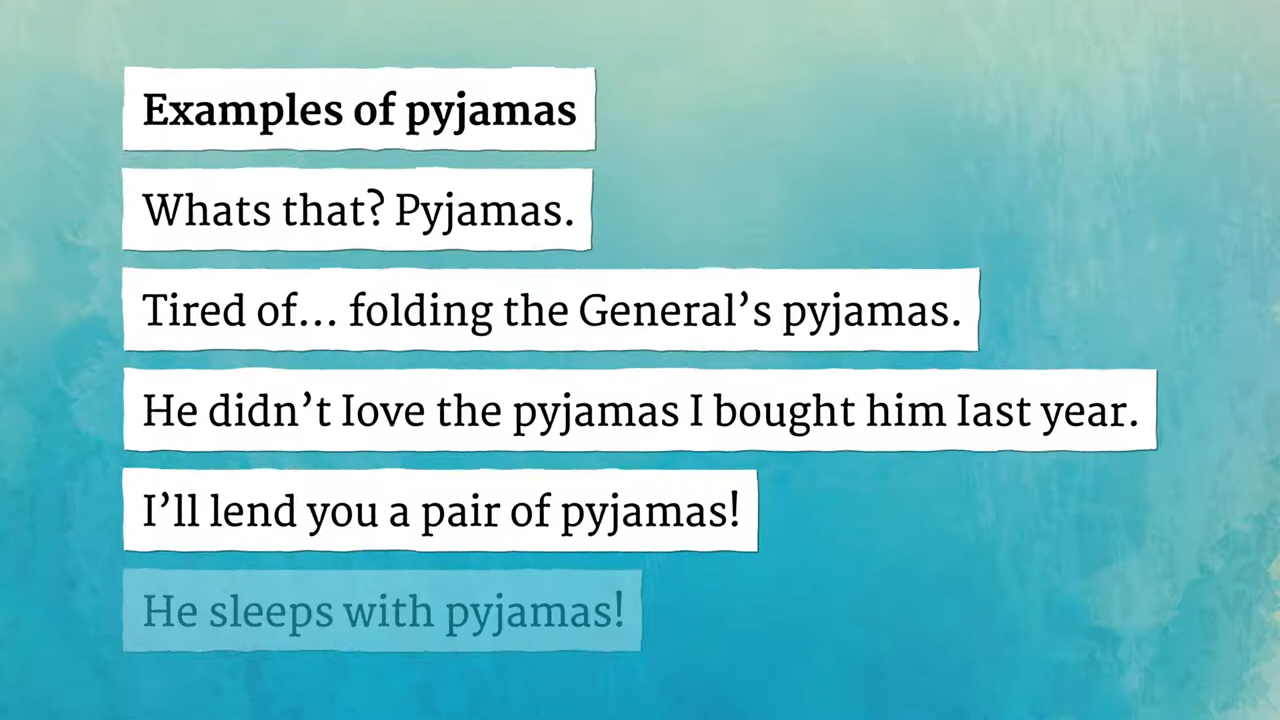 Examples of pyjamas
Whats that? Pyjamas.
Tired of... folding the General’s pyjamas.
He didn’t Iove the pyjamas I bought him Iast year.
I’ll lend you a pair of pyjamas!
He sleeps with pyjamas!